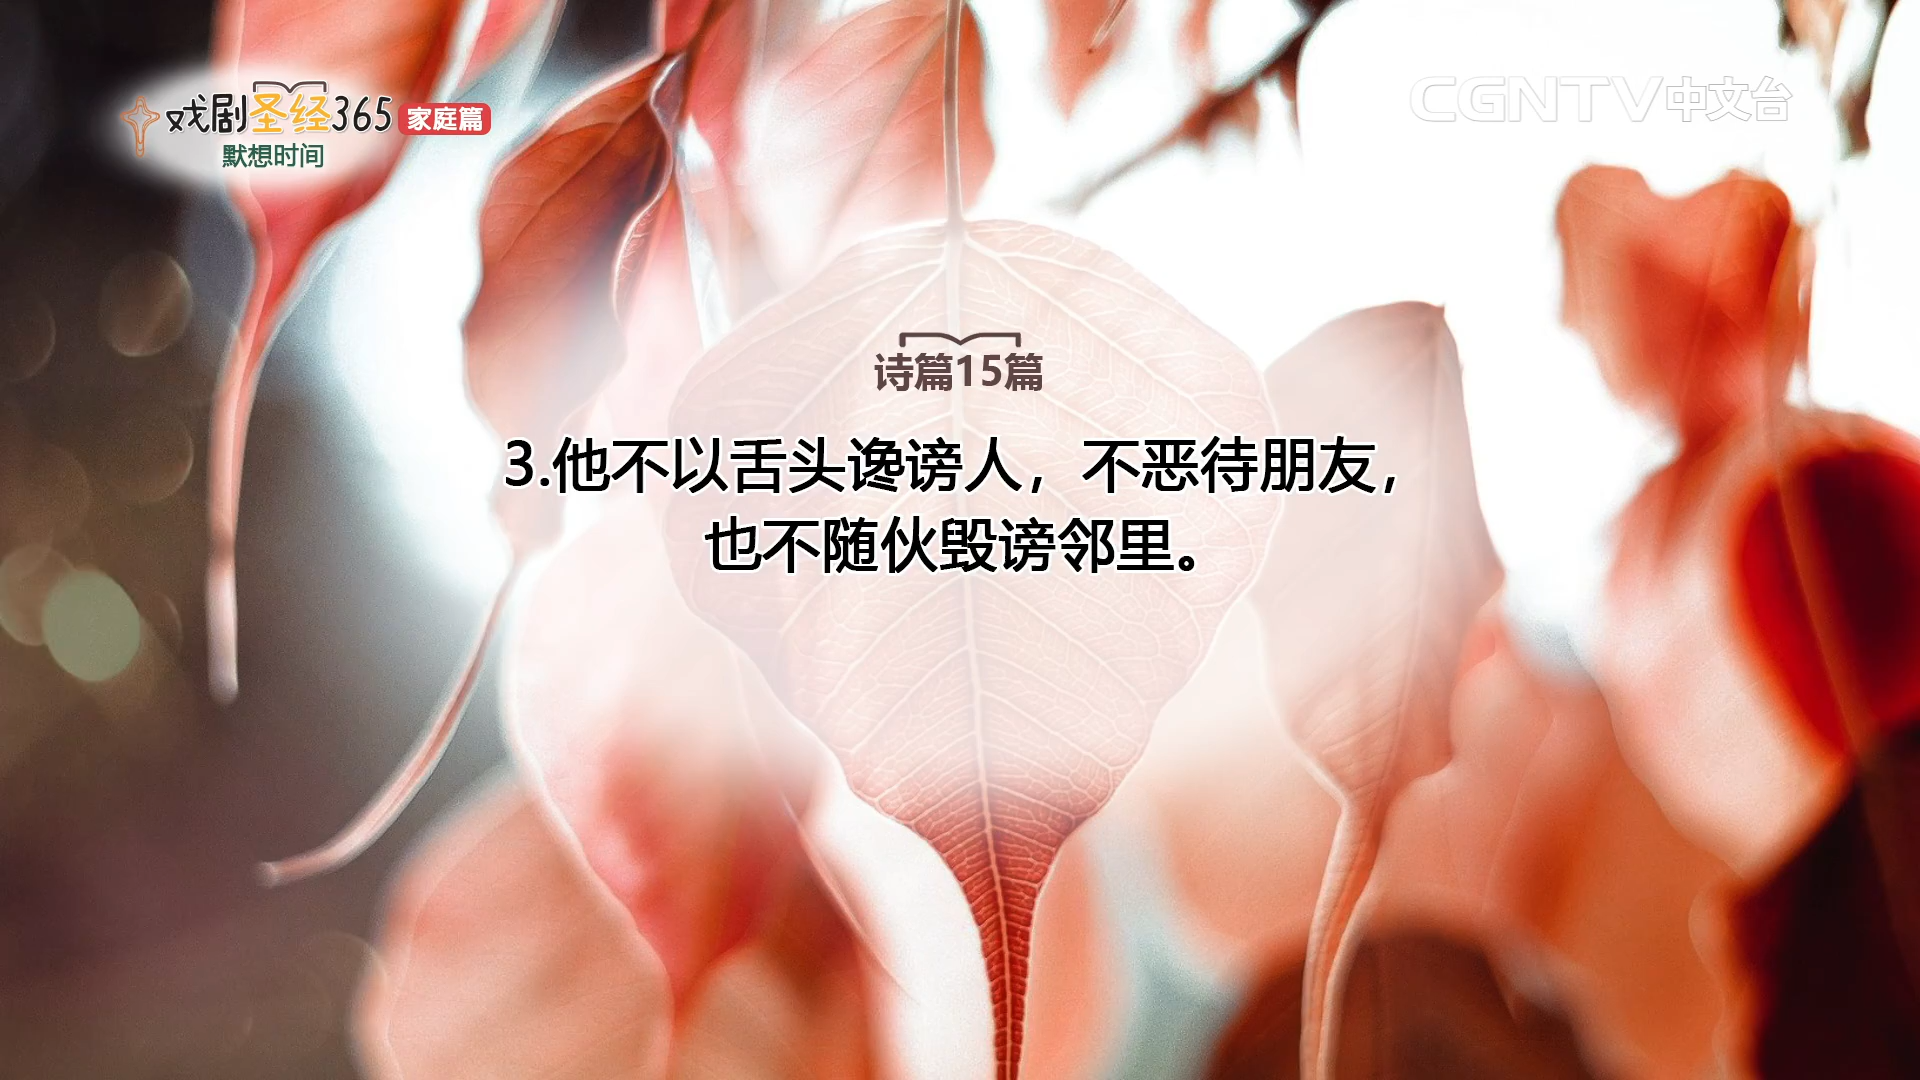 戏剧圣经365 家庭篇
默想时间
CGNTV中文台
诗篇15篇
3.他不以舌头谗谤人，不恶待朋友，
也不随伙毁谤邻里。